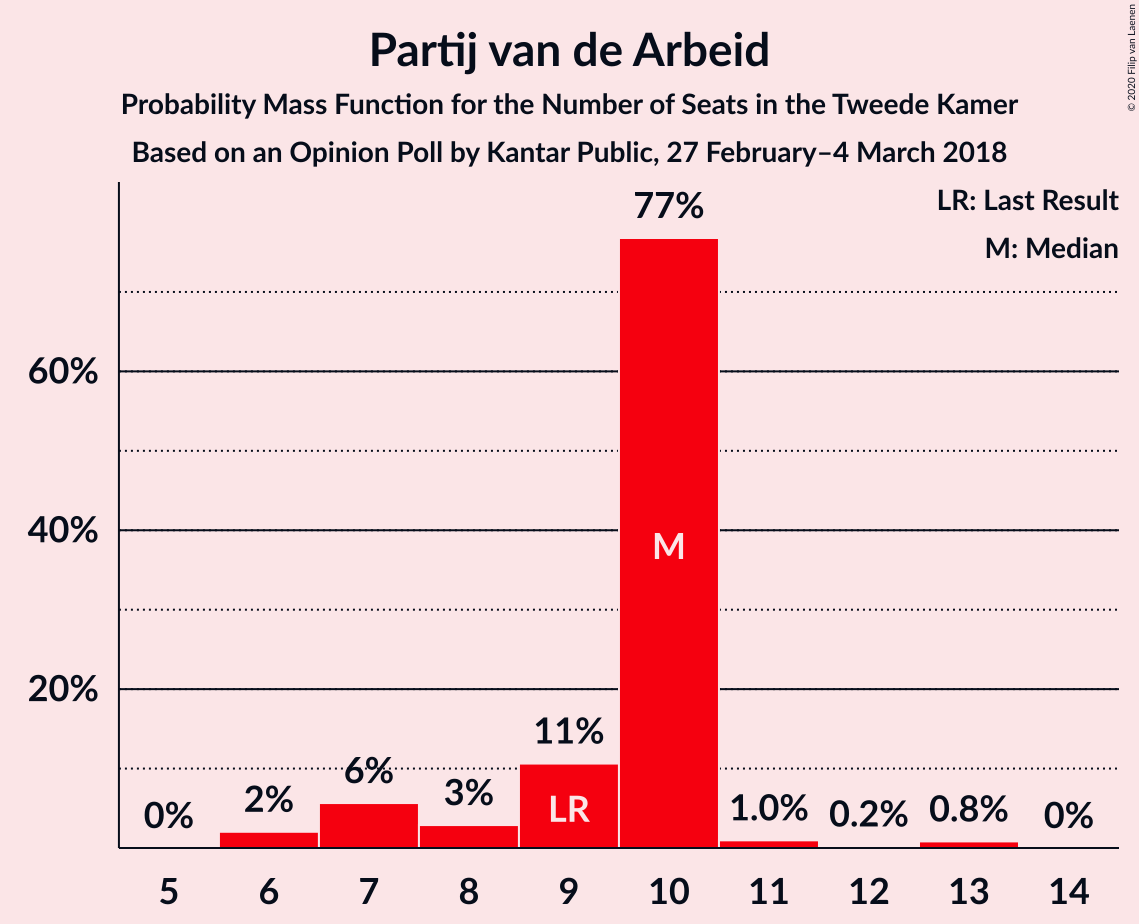 Partij van de Arbeid
Probability Mass Function for the Number of Seats in the Tweede Kamer
Based on an Opinion Poll by Kantar Public, 27 February–4 March 2018
© 2020 Filip van Laenen
LR: Last Result
M: Median
60%
40%
20%
0%
2%
6%
3%
11%
77%
1.0%
0.2%
0.8%
0%
LR
M
5 6 7 8 9 10 11 12 13 14